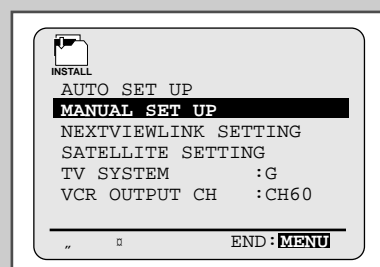 INSTALL
AUTO SET UP
MANUAL SET UP
NEXTVIEWLINK SETTING
SATELLITE SETTING
TV SYSTEM :G
VCR OUTPUT CH :CH60
„ ¤ END:MENU